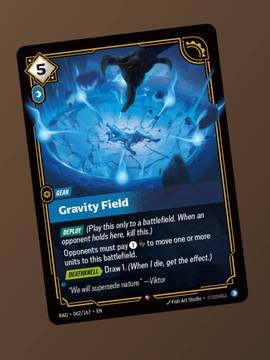 5
GEAR
Gravity Field
DEPLOY (Play this only to a battlefield. When an
opponent holds here, kill this.)
Opponents must pay 1 to move one or more
units to this battlefield.
DEATHKNELL Draw 1. (When I die, get the effect.)
"We will supersede nature." —Viktor
RAD • 062/167 • EN
Fish Art Studio